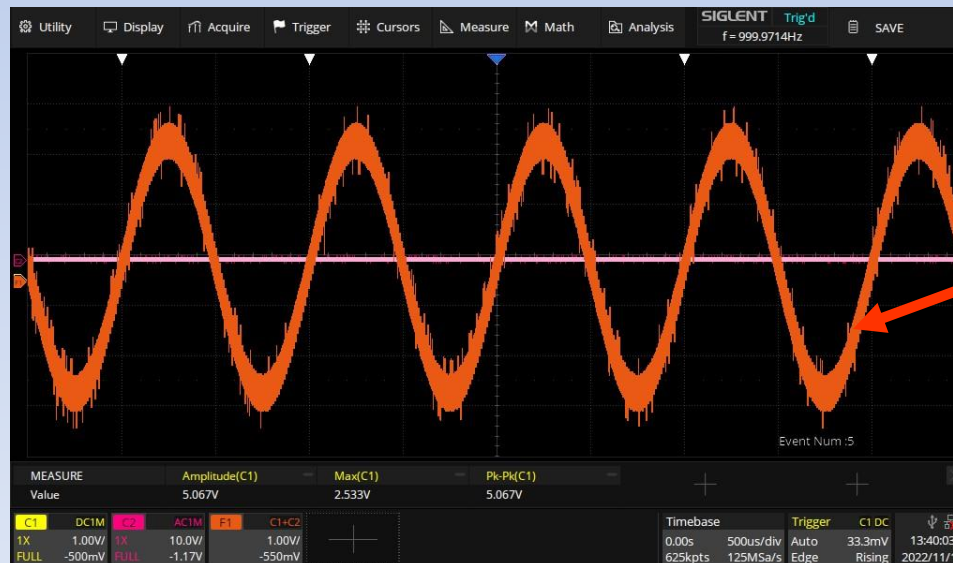 Utility Display Acquire Trigger Cursors Measure Math Analysis SIGLENT Trig'd SAVE
f = 999.9714Hz
Event Num :5
MEASURE Amplitude(C1) Max(C1) Pk-Pk(C1)
Value 5.067V 2.533V 5.067V
C1 DC1M C2 AC1M F1 C1+C2 Timebase Trigger C1 DC
1X 1.00V/ 1X 10.0V/ 1.00V/ 0.00s 500us/div Auto 33.3mV 13:40:03
FULL -500mV FULL -1.17V -550mV 625kpts 125MSa/s Edge Rising 2022/11/